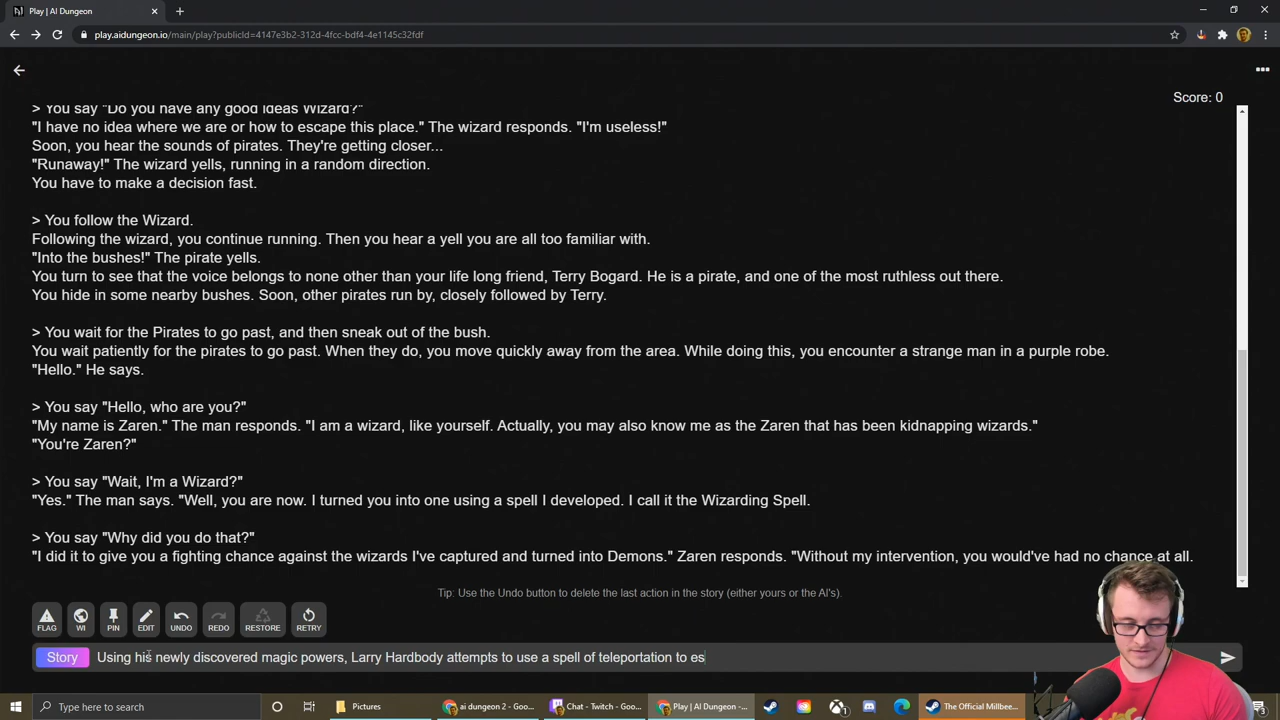 Play | AI Dungeon
play.aidungeon.io/main/play?publicId=4147e3b2-312d-4fcc-bdf4-4e1145c32fdf
Score: 0
> You say "Do you have any good ideas Wizard?"
"I have no idea where we are or how to escape this place." The wizard responds. "I'm useless!"
Soon, you hear the sounds of pirates. They're getting closer...
"Runaway!" The wizard yells, running in a random direction.
You have to make a decision fast.
> You follow the Wizard.
Following the wizard, you continue running. Then you hear a yell you are all too familiar with.
"Into the bushes!" The pirate yells.
You turn to see that the voice belongs to none other than your life long friend, Terry Bogard. He is a pirate, and one of the most ruthless out there.
You hide in some nearby bushes. Soon, other pirates run by, closely followed by Terry.
> You wait for the Pirates to go past, and then sneak out of the bush.
You wait patiently for the pirates to go past. When they do, you move quickly away from the area. While doing this, you encounter a strange man in a purple robe.
"Hello." He says.
> You say "Hello, who are you?"
"My name is Zaren." The man responds. "I am a wizard, like yourself. Actually, you may also know me as the Zaren that has been kidnapping wizards."
"You're Zaren?"
> You say "Wait, I'm a Wizard?"
"Yes." The man says. "Well, you are now. I turned you into one using a spell I developed. I call it the Wizarding Spell.
> You say "Why did you do that?"
"I did it to give you a fighting chance against the wizards I've captured and turned into Demons." Zaren responds. "Without my intervention, you would've had no chance at all.
Tip: Use the Undo button to delete the last action in the story (either yours or the AI's).
FLAG WI PIN EDIT UNDO REDO RESTORE RETRY
Story Using his newly discovered magic powers, Larry Hardbody attempts to use a spell of teleportation to es
Type here to search Pictures ai dungeon 2 - Goo... Chat - Twitch - Goo... Play | AI Dungeon -... The Official Millbee...